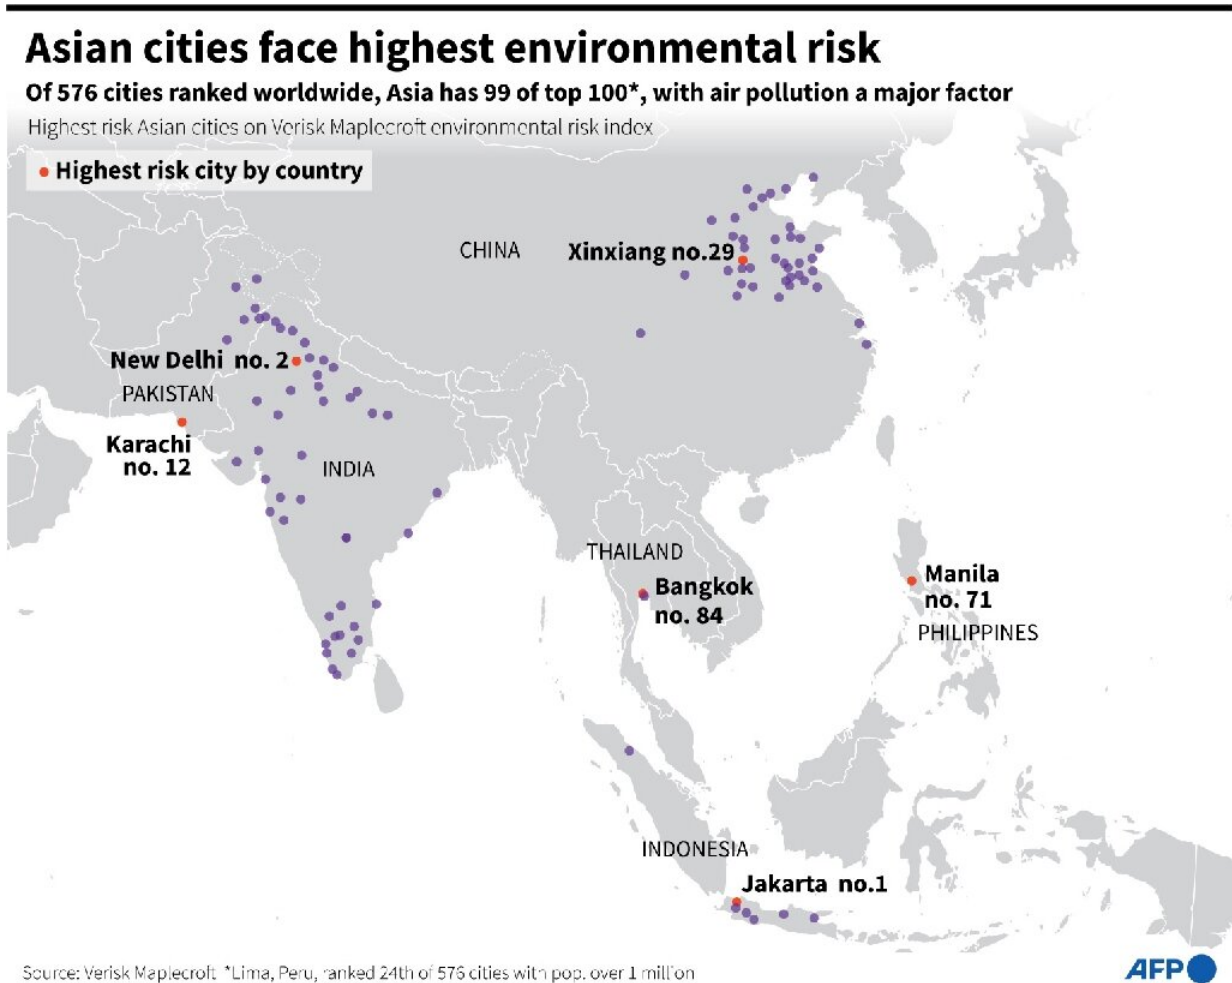 Asian cities face highest environmental risk
Of 576 cities ranked worldwide, Asia has 99 of top 100*, with air pollution a major factor
Highest risk Asian cities on Verisk Maplecroft environmental risk index
Highest risk city by country
CHINA
Xinxiang no.29
New Delhi no. 2
PAKISTAN
Karachi
no. 12
INDIA
THAILAND
Bangkok
no. 84
Manila
no. 71
PHILIPPINES
INDONESIA
Jakarta no.1
Source: Verisk Maplecroft *Lima, Peru, ranked 24th of 576 cities with pop. over 1 million
AFP